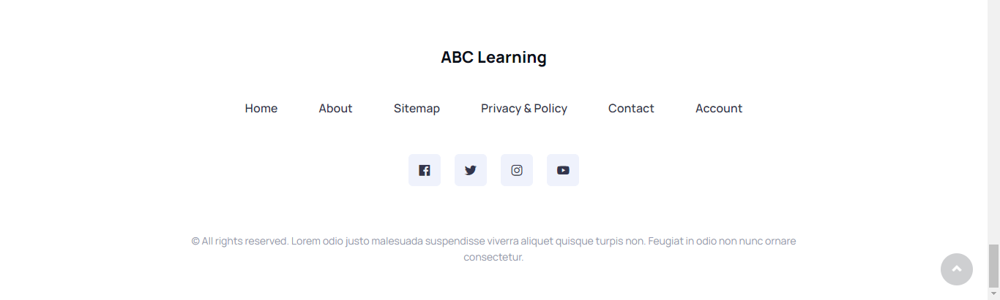 ABC Learning
Home About Sitemap Privacy & Policy Contact Account
© All rights reserved. Lorem odio justo malesuada suspendisse viverra aliquet quisque turpis non. Feugiat in odio non nunc ornare
consectetur.